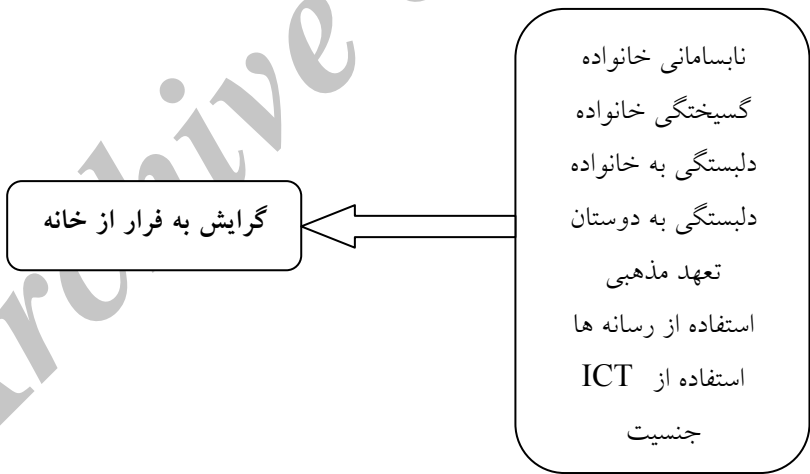 نابسامانی خانواده
گسیختگی خانواده
دلبستگی به خانواده
دلبستگی به دوستان
تعهد مذهبی
استفاده از رسانه ها
استفاده از ICT
جنسیت
گرایش به فرار از خانه
Archive